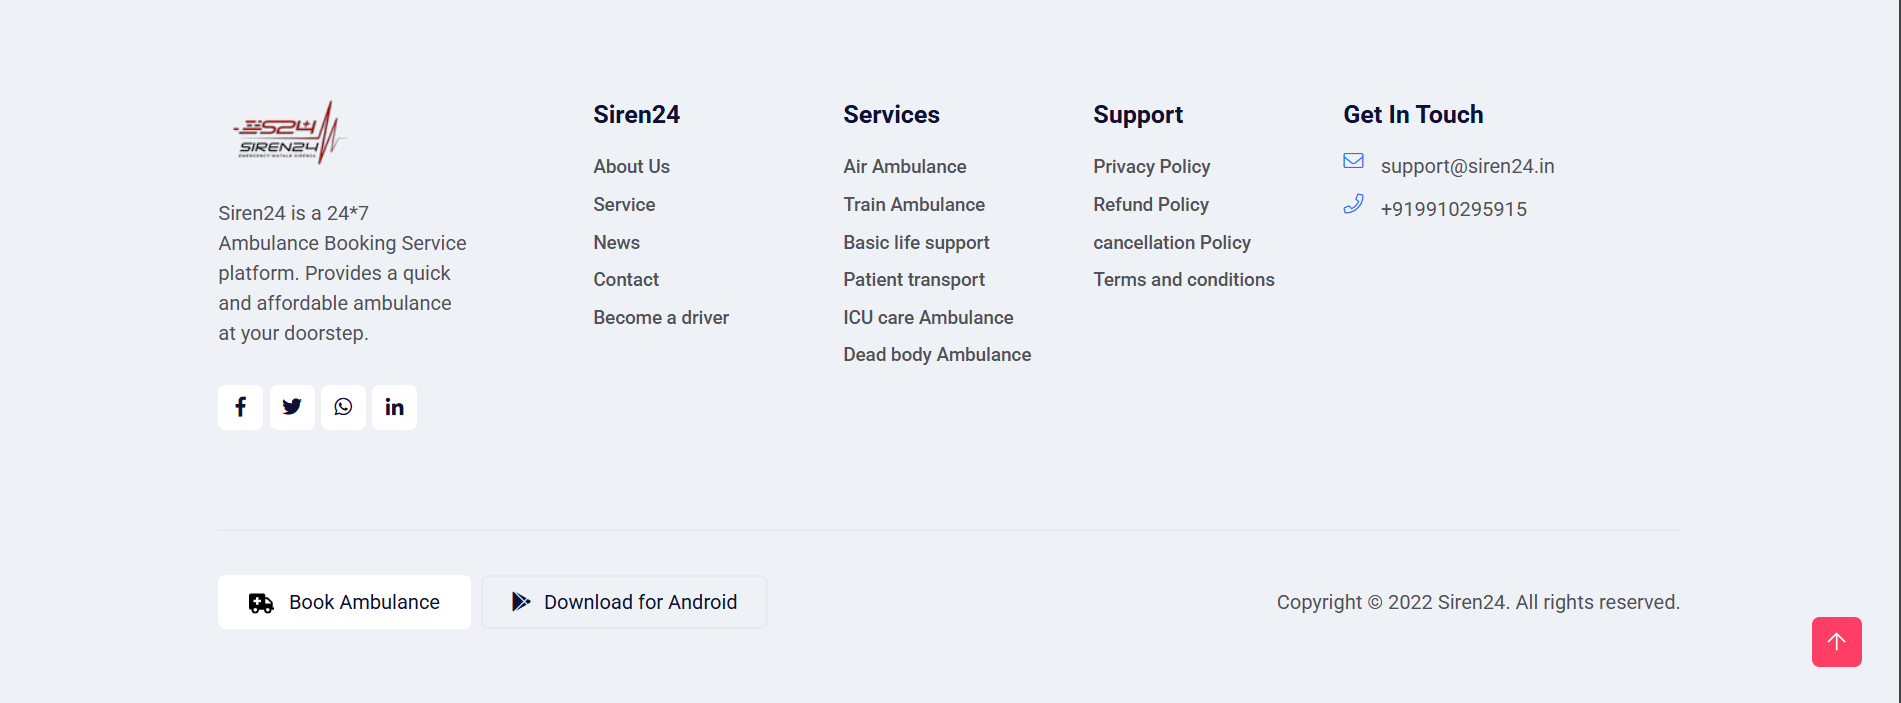 S24
SIREN24
Siren24 is a 24*7
Ambulance Booking Service
platform. Provides a quick
and affordable ambulance
at your doorstep.
Siren24
About Us
Service
News
Contact
Become a driver
Services
Air Ambulance
Train Ambulance
Basic life support
Patient transport
ICU care Ambulance
Dead body Ambulance
Support
Privacy Policy
Refund Policy
cancellation Policy
Terms and conditions
Get In Touch
support@siren24.in
+919910295915
Book Ambulance
Download for Android
Copyright © 2022 Siren24. All rights reserved.